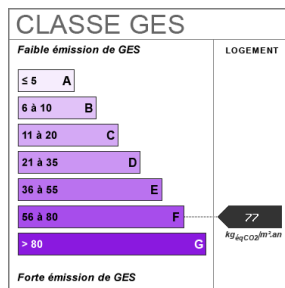 CLASSE GES
Faible émission de GES
LOGEMENT
≤ 5 A
6 à 10 B
11 à 20 C
21 à 35 D
36 à 55 E
56 à 80 F
77
kgéqCO2/m².an
> 80 G
Forte émission de GES